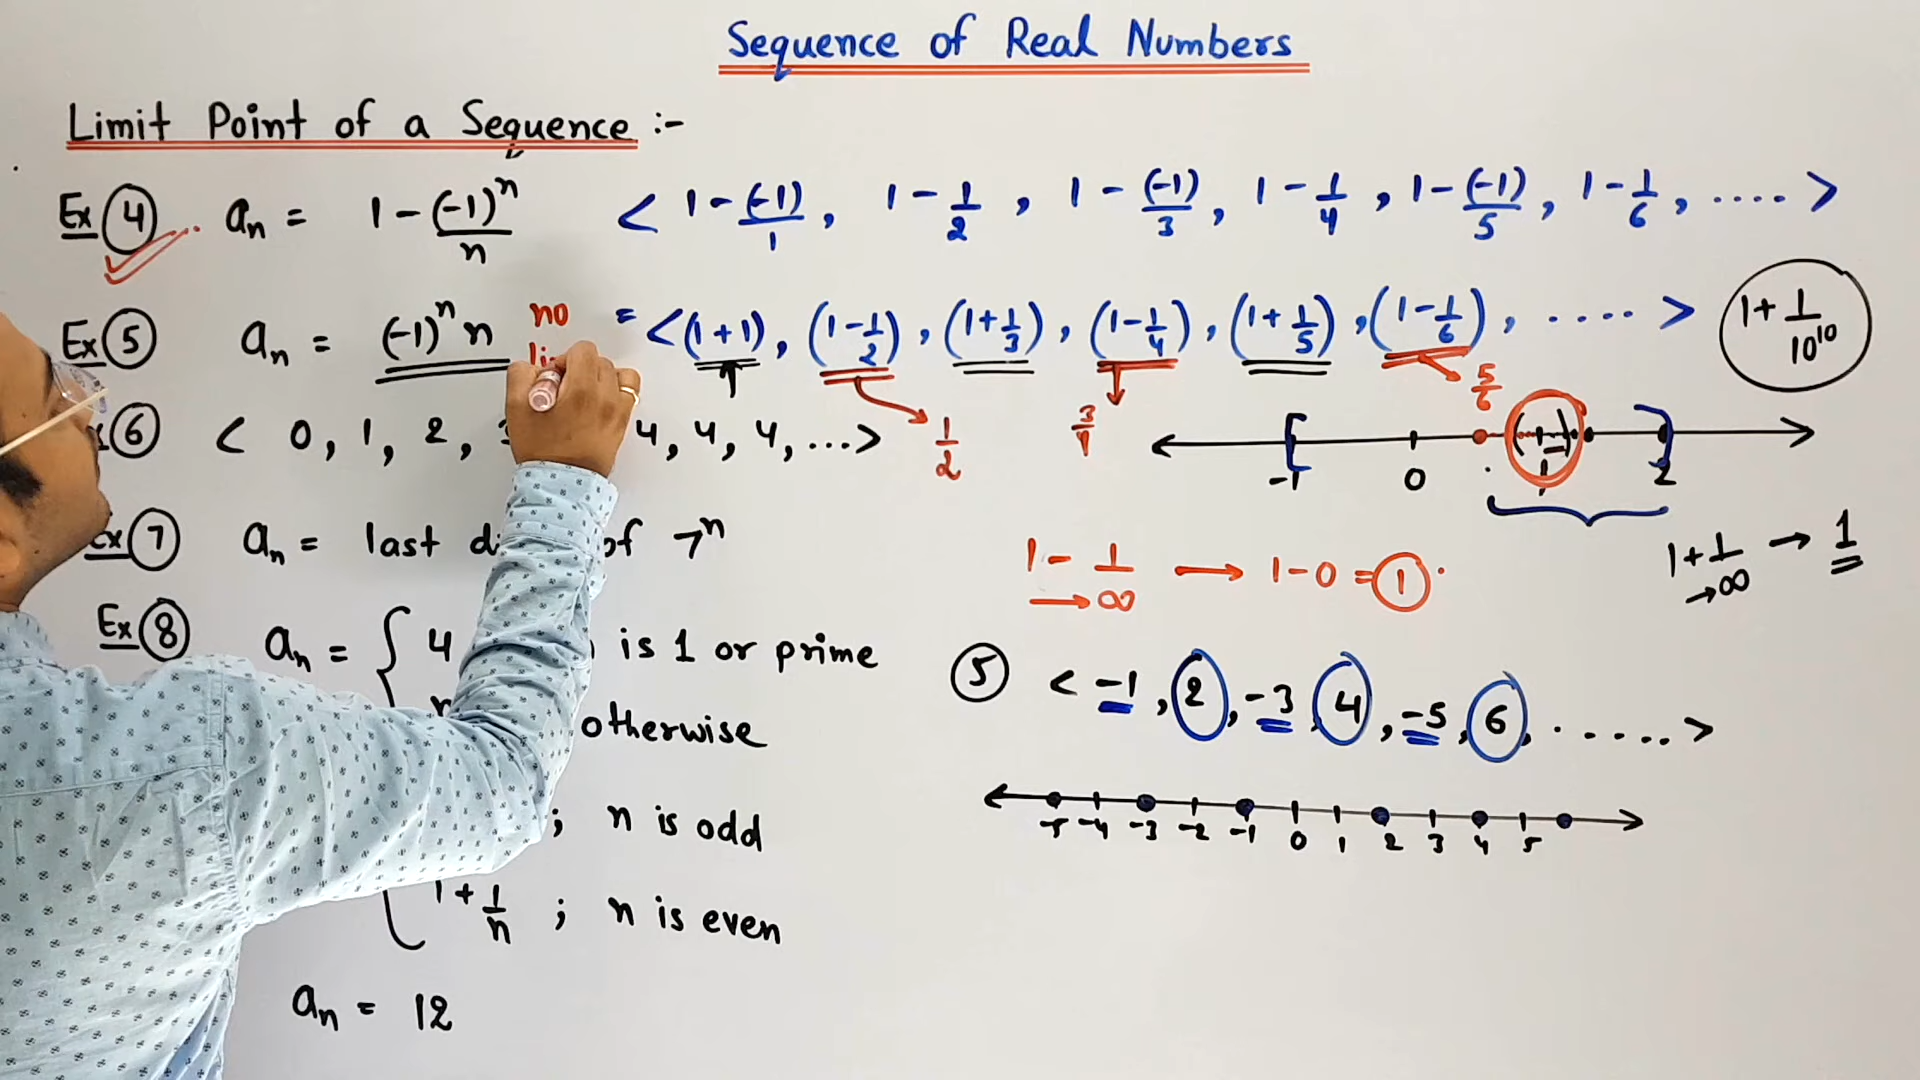 Sequence of Real Numbers
Limit Point of a Sequence :-
Ex 4 aₙ = 1 - (-1)ⁿ/n < 1 - (-1)/1, 1 - 1/2, 1 - (-1)/3, 1 - 1/4, 1 - (-1)/5, 1 - 1/6, .... >
= < (1+1), (1-1/2), (1+1/3), (1-1/4), (1+1/5), (1-1/6), .... >
1 + 1/10¹⁰
Ex 5 aₙ = (-1)ⁿ n no
1/2 3/4 5/6
-1 0 1 2
6 < 0, 1, 2, 4, 4, 4, ...>
Ex 7 aₙ = last of 7ⁿ
1 - 1/→∞ → 1-0 = 1
1 + 1/→∞ → 1
Ex 8 aₙ = { 4 is 1 or prime
otherwise
5 < -1, 2, -3, 4, -5, 6, ...... >
-5 -4 -3 -2 -1 0 1 2 3 4 5
; n is odd
1 + 1/n ; n is even
aₙ = 12